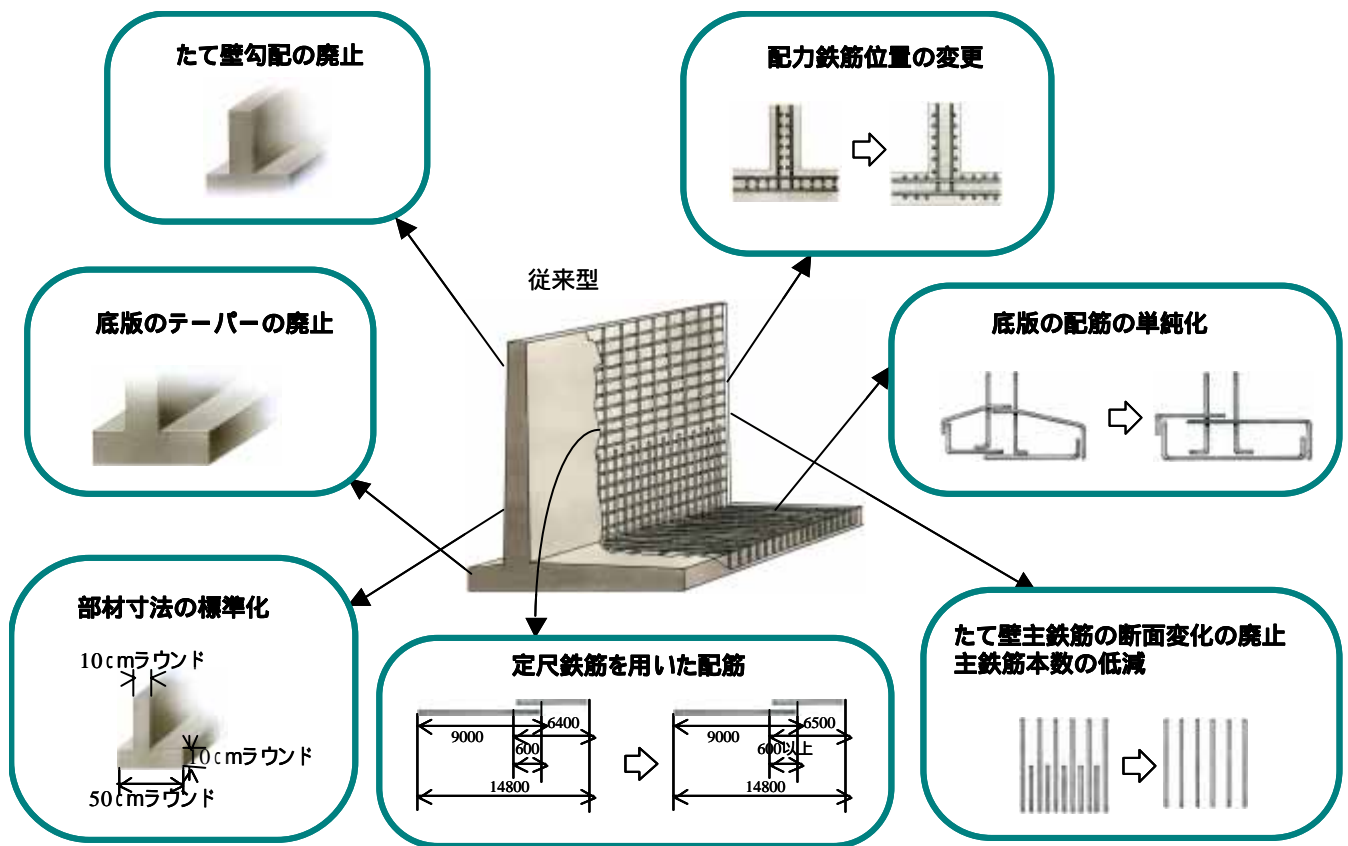 たて壁勾配の廃止
配力鉄筋位置の変更
従来型
底版のテーパーの廃止
底版の配筋の単純化
部材寸法の標準化
10cmラウンド
10cmラウンド
50cmラウンド
定尺鉄筋を用いた配筋
6400
9000
600
14800
6500
9000
600以上
14800
たて壁主鉄筋の断面変化の廃止
主鉄筋本数の低減